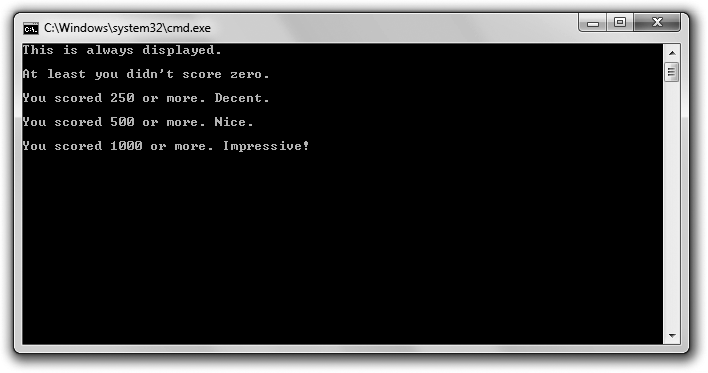 C:\Windows\system32\cmd.exe
This is always displayed.
At least you didn't score zero.
You scored 250 or more. Decent.
You scored 500 or more. Nice.
You scored 1000 or more. Impressive!